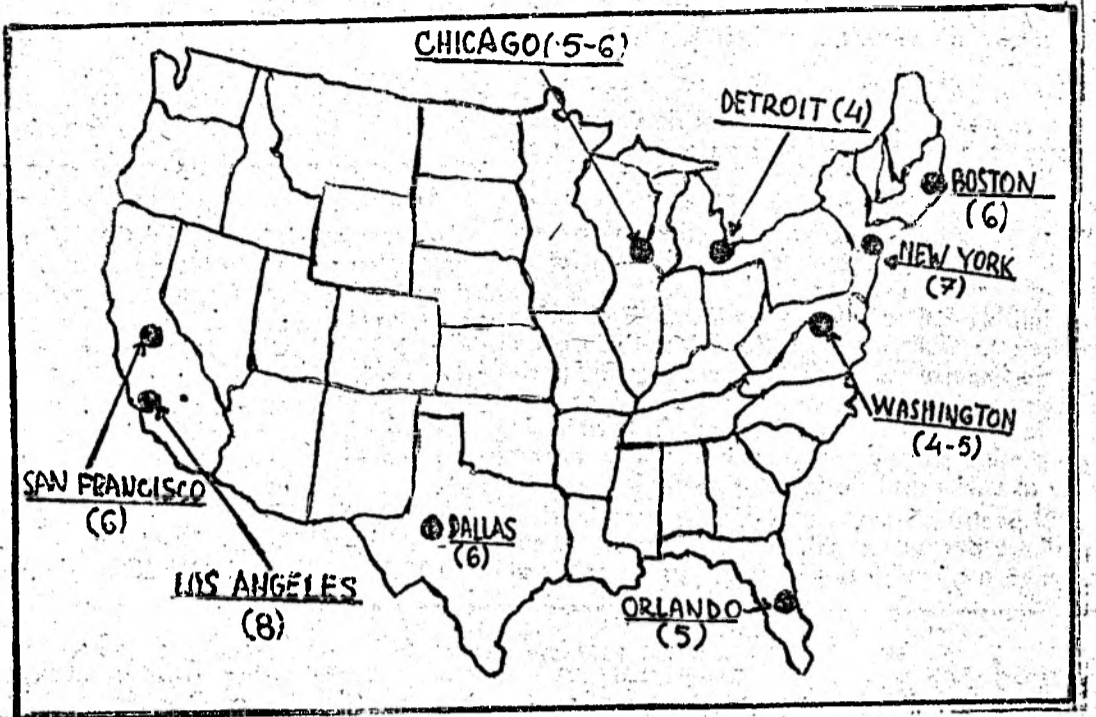 CHICAGO(5-6)
DETROIT (4)
BOSTON
(6)
NEW YORK
(7)
WASHINGTON
(4-5)
SAN FRANCISCO
(6)
DALLAS
(6)
LOS ANGELES
(8)
ORLANDO
(5)